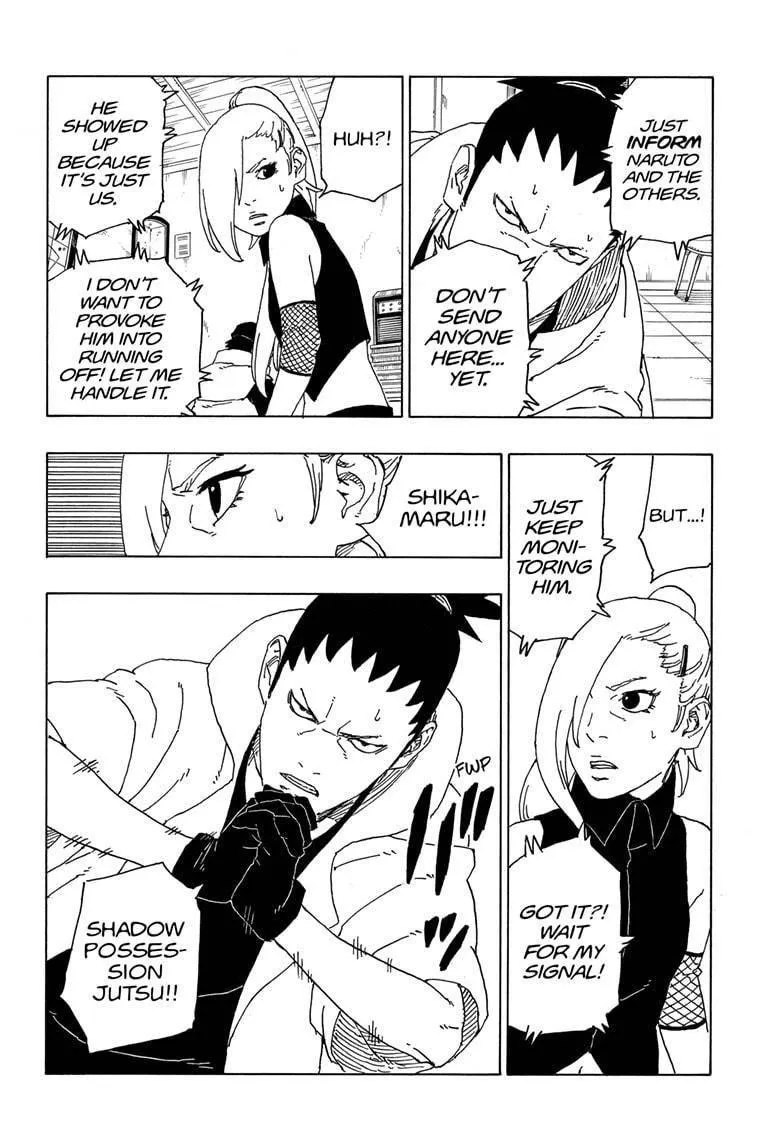 JUST
INFORM
NARUTO
AND THE
OTHERS.
DON'T
SEND
ANYONE
HERE...
YET.
HUH?!
HE
SHOWED
UP
BECAUSE
IT'S JUST
US.
I DON'T
WANT TO
PROVOKE
HIM INTO
RUNNING
OFF! LET ME
HANDLE IT.
BUT...!
JUST
KEEP
MONI-
TORING
HIM.
GOT IT?!
WAIT
FOR MY
SIGNAL!
SHIKA-
MARU!!!
FWP
SHADOW
POSSES-
SION
JUTSU!!